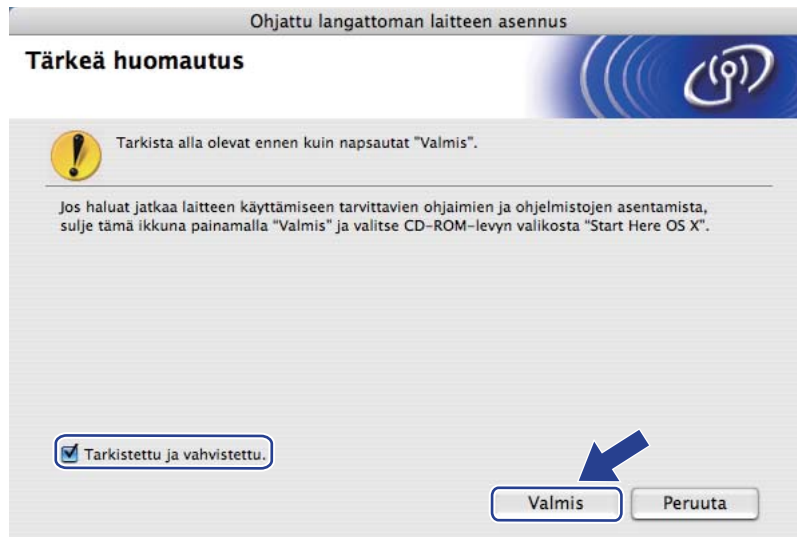 Ohjattu langattoman laitteen asennus
Tärkeä huomautus
Tarkista alla olevat ennen kuin napsautat "Valmis".
Jos haluat jatkaa laitteen käyttämiseen tarvittavien ohjaimien ja ohjelmistojen asentamista,
sulje tämä ikkuna painamalla "Valmis" ja valitse CD-ROM-levyn valikosta "Start Here OS X".
Tarkistettu ja vahvistettu.
Valmis
Peruuta